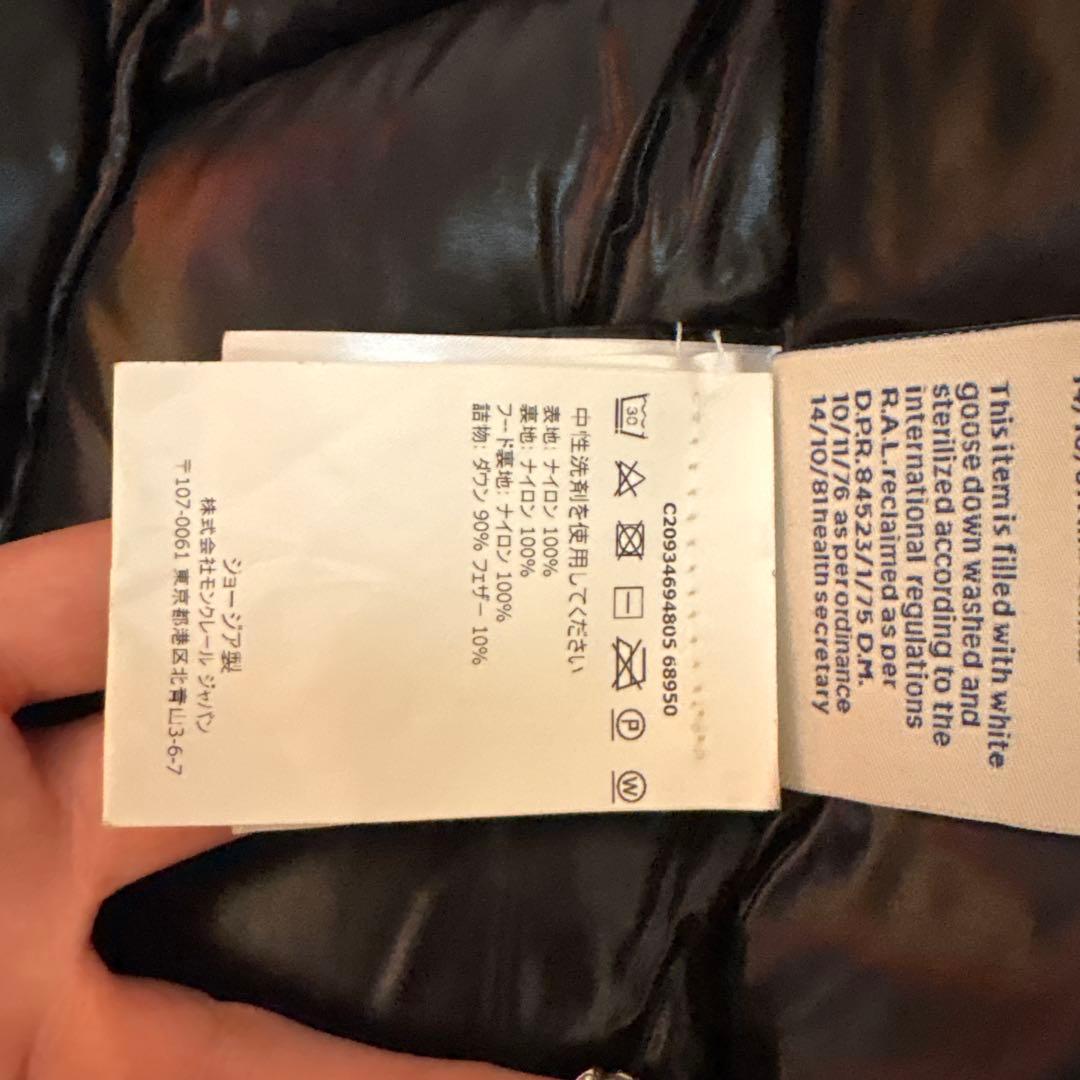 This item is filled with white
goose down washed and
sterilized according to the
international regulations
R.A.L. reclaimed as per
D.P.R. 84523/1/75 D.M.
10/11/76 as per ordinance
14/10/81 health secretary
C20934694805 68950
30
P
W
中性洗剤を使用してください
表地: ナイロン 100%
裏地: ナイロン 100%
フード裏地: ナイロン 100%
詰物: ダウン 90% フェザー 10%
ジョージア製
株式会社モンクレール ジャパン
〒107-0061 東京都港区北青山3-6-7